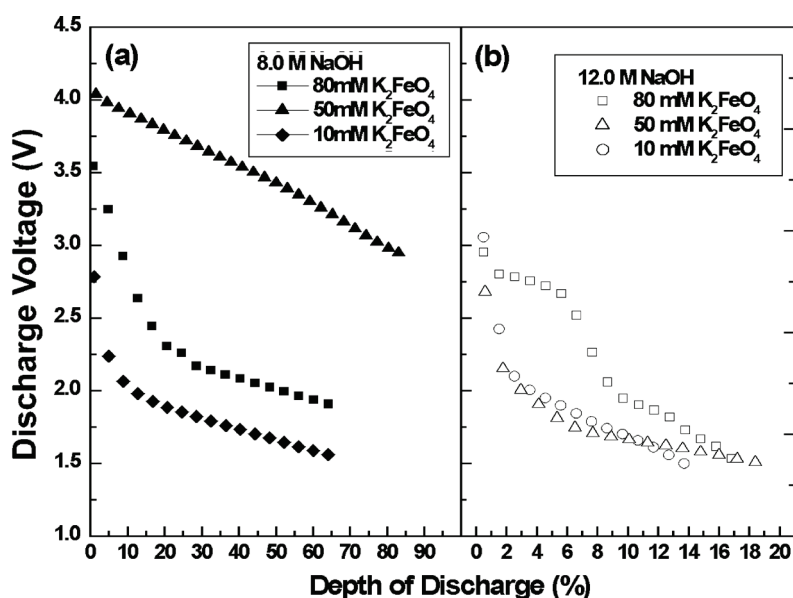 Discharge Voltage (V)
4.5
4.0
3.5
3.0
2.5
2.0
1.5
1.0
(a)
8.0 M NaOH
80mM K₂FeO₄
50mM K₂FeO₄
10mM K₂FeO₄
0 10 20 30 40 50 60 70 80 90
(b)
12.0 M NaOH
80 mM K₂FeO₄
50 mM K₂FeO₄
10 mM K₂FeO₄
0 2 4 6 8 10 12 14 16 18 20
Depth of Discharge (%)